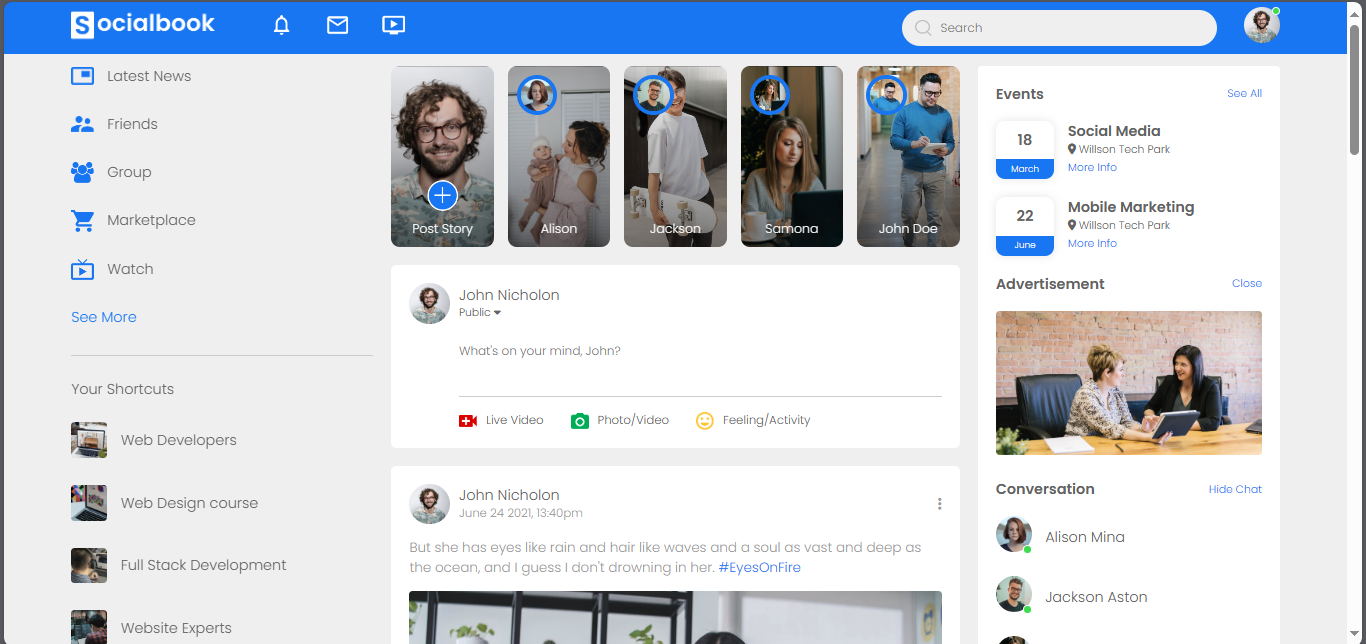 Socialbook
Search
Latest News
Friends
Group
Marketplace
Watch
See More
Your Shortcuts
Web Developers
Web Design course
Full Stack Development
Website Experts
Post Story
Alison
Jackson
Samona
John Doe
John Nicholon
Public
What's on your mind, John?
Live Video
Photo/Video
Feeling/Activity
John Nicholon
June 24 2021, 13:40pm
But she has eyes like rain and hair like waves and a soul as vast and deep as
the ocean, and I guess I don't drowning in her. #EyesOnFire
Events
See All
18
March
Social Media
Willson Tech Park
More Info
22
June
Mobile Marketing
Willson Tech Park
More Info
Advertisement
Close
Conversation
Hide Chat
Alison Mina
Jackson Aston